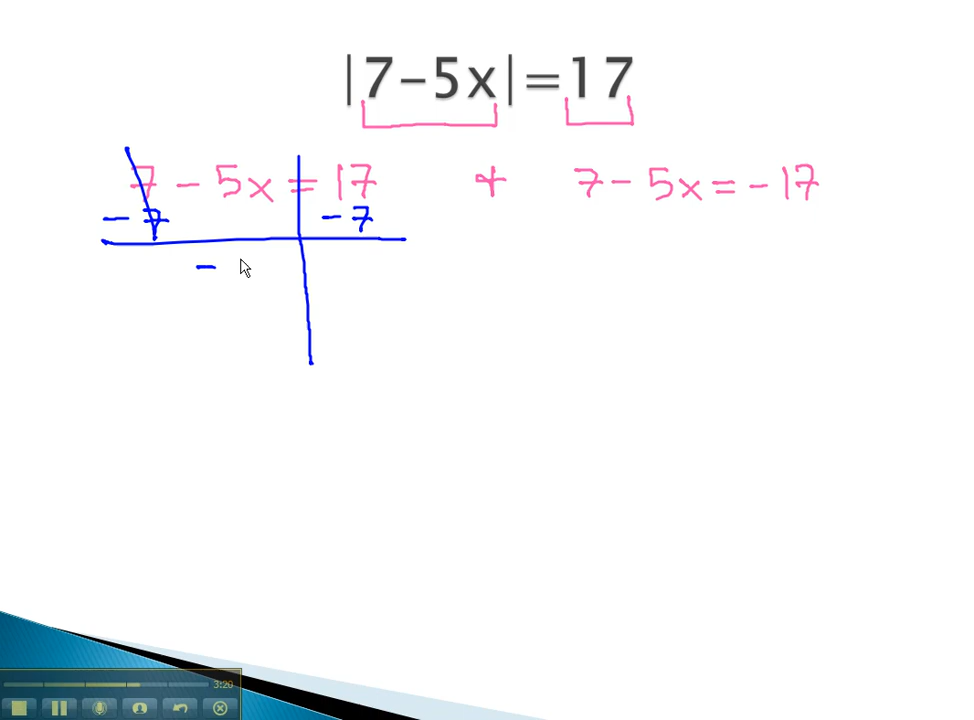 |7-5x|=17
7 - 5x = 17 + 7 - 5x = - 17
- 7 - 7
-
3:20